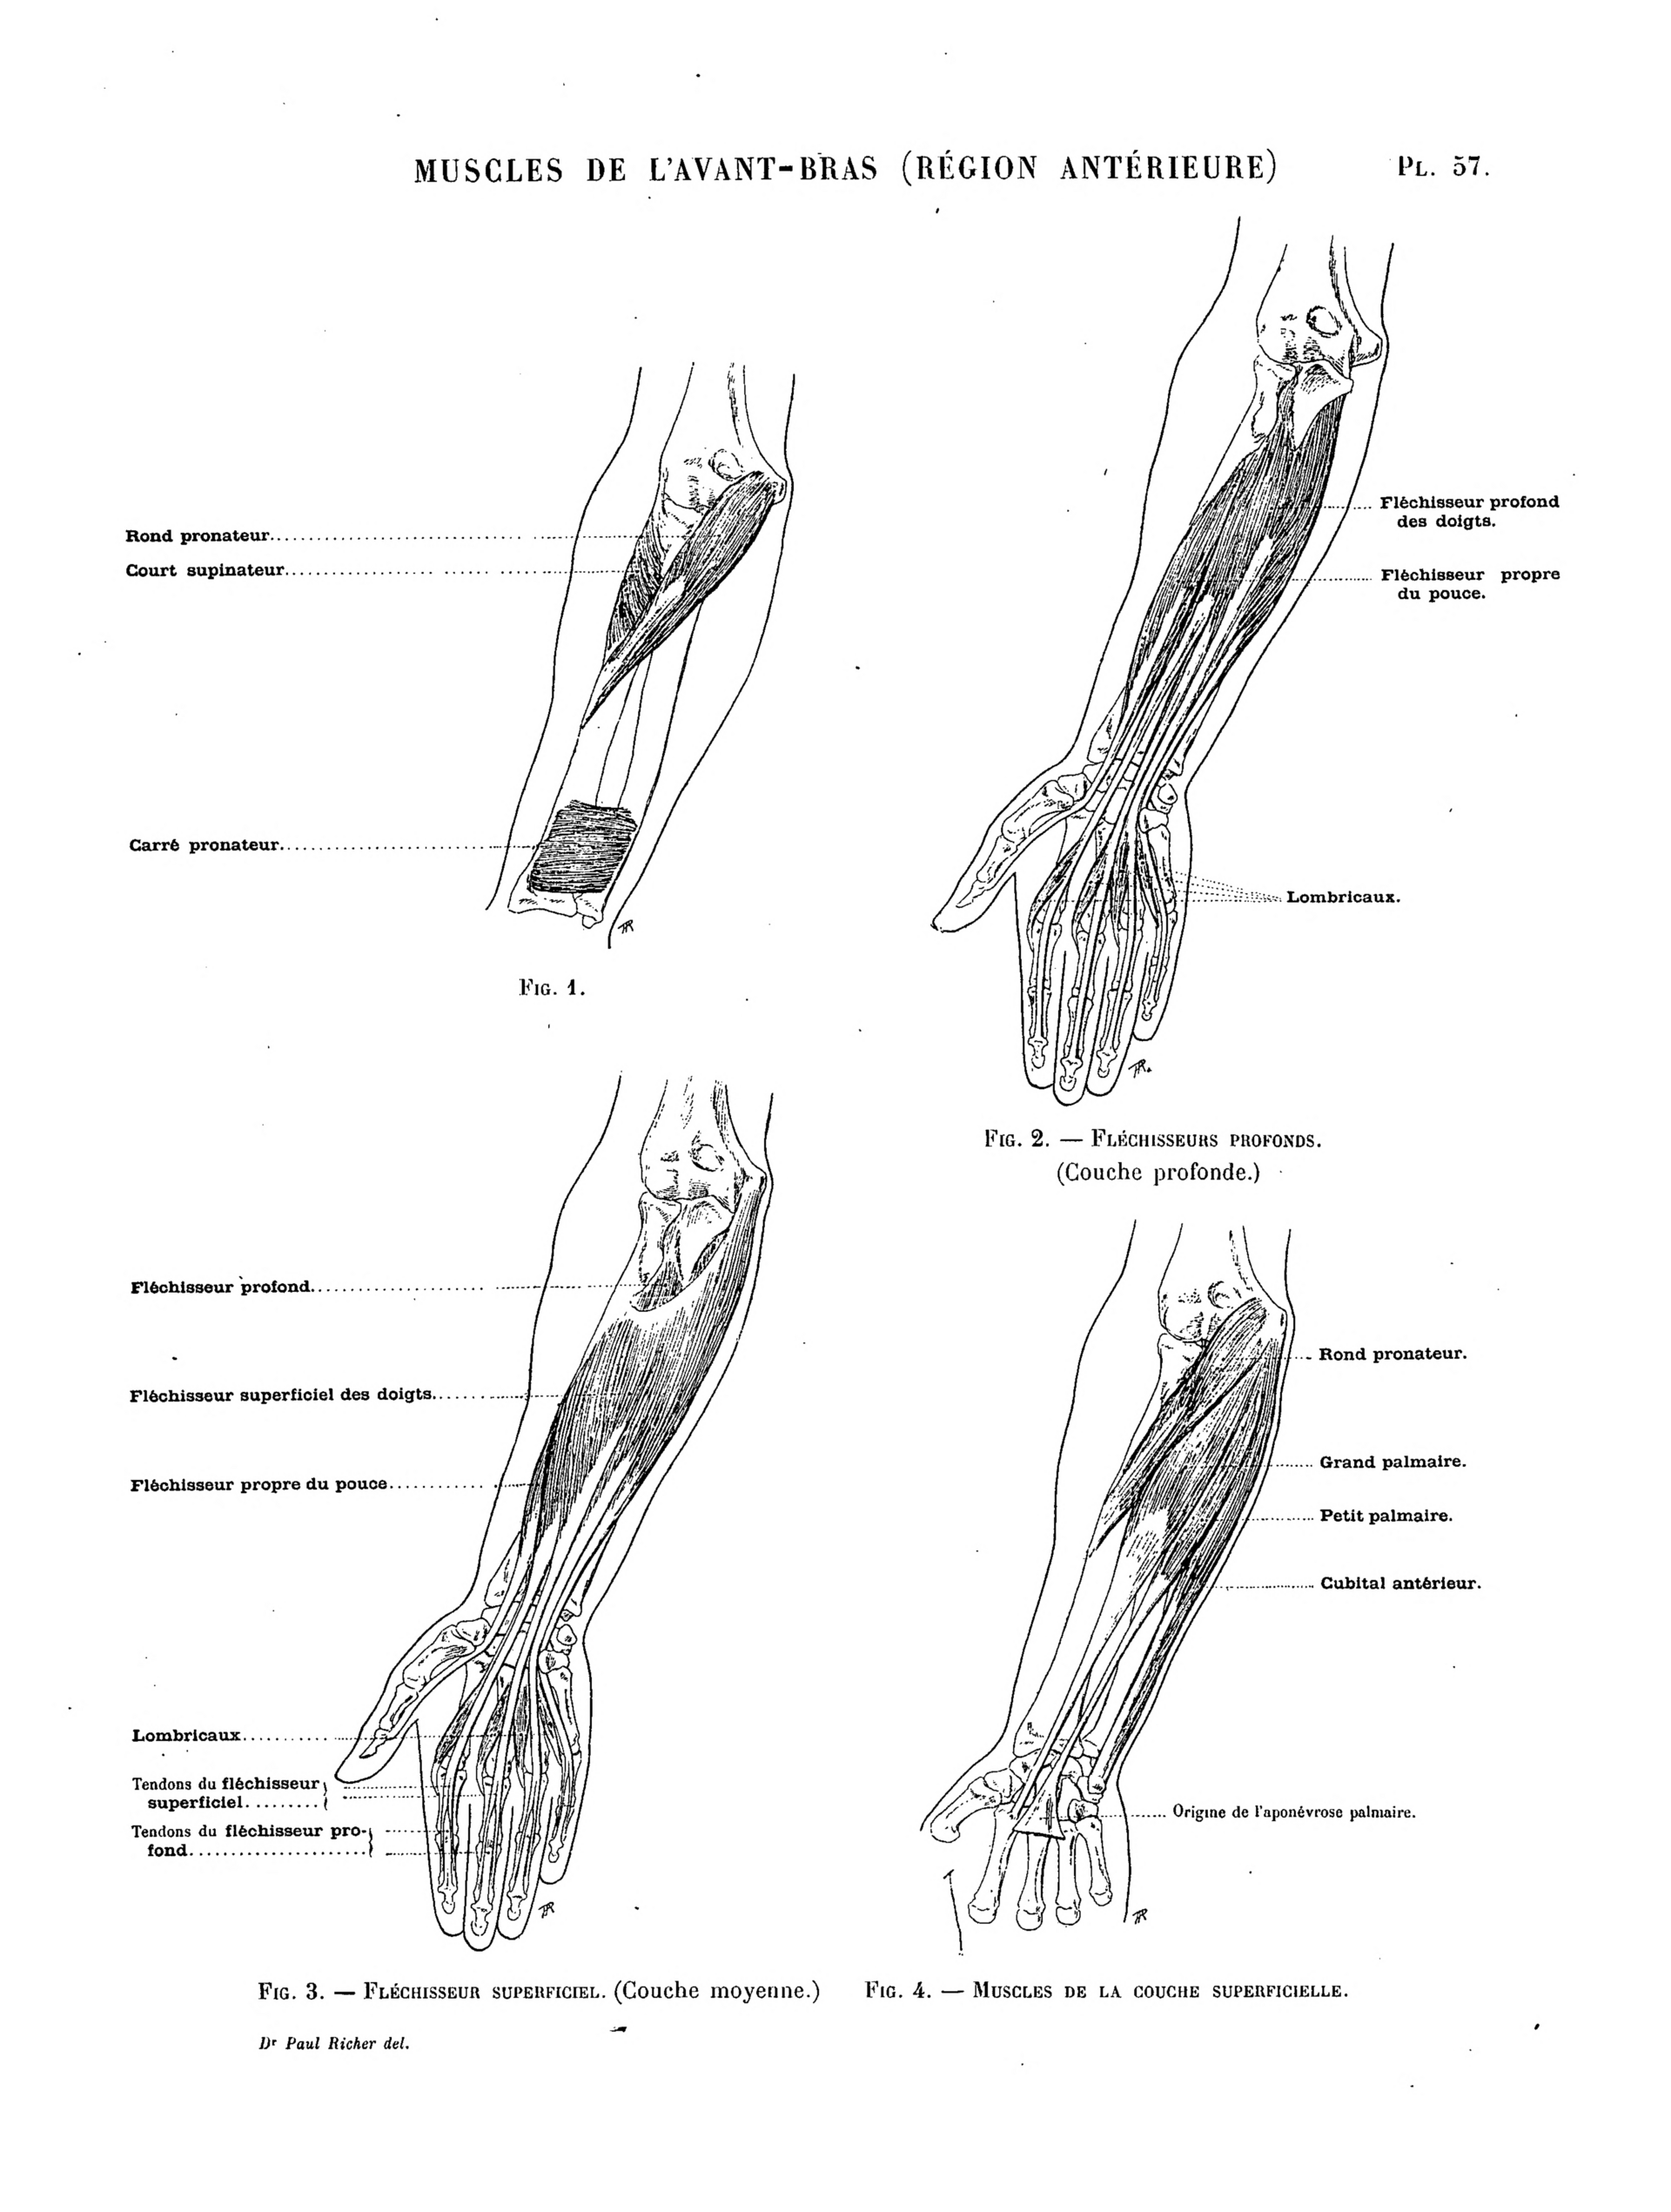 MUSCLES DE L'AVANT-BRAS (RÉGION ANTÉRIEURE)
PL. 57.
Rond pronateur
Court supinateur
Carré pronateur
FIG. 1.
Fléchisseur profond
des doigts.
Fléchisseur propre
du pouce.
Lombricaux.
FIG. 2. — FLÉCHISSEURS PROFONDS.
(Couche profonde.)
Fléchisseur profond
Fléchisseur superficiel des doigts
Fléchisseur propre du pouce
Lombricaux
Tendons du fléchisseur
superficiel
Tendons du fléchisseur pro-
fond
FIG. 3. — FLÉCHISSEUR SUPERFICIEL. (Couche moyenne.)
Rond pronateur.
Grand palmaire.
Petit palmaire.
Cubital antérieur.
Origine de l'aponévrose palmaire.
FIG. 4. — MUSCLES DE LA COUCHE SUPERFICIELLE.
Dr Paul Richer del.